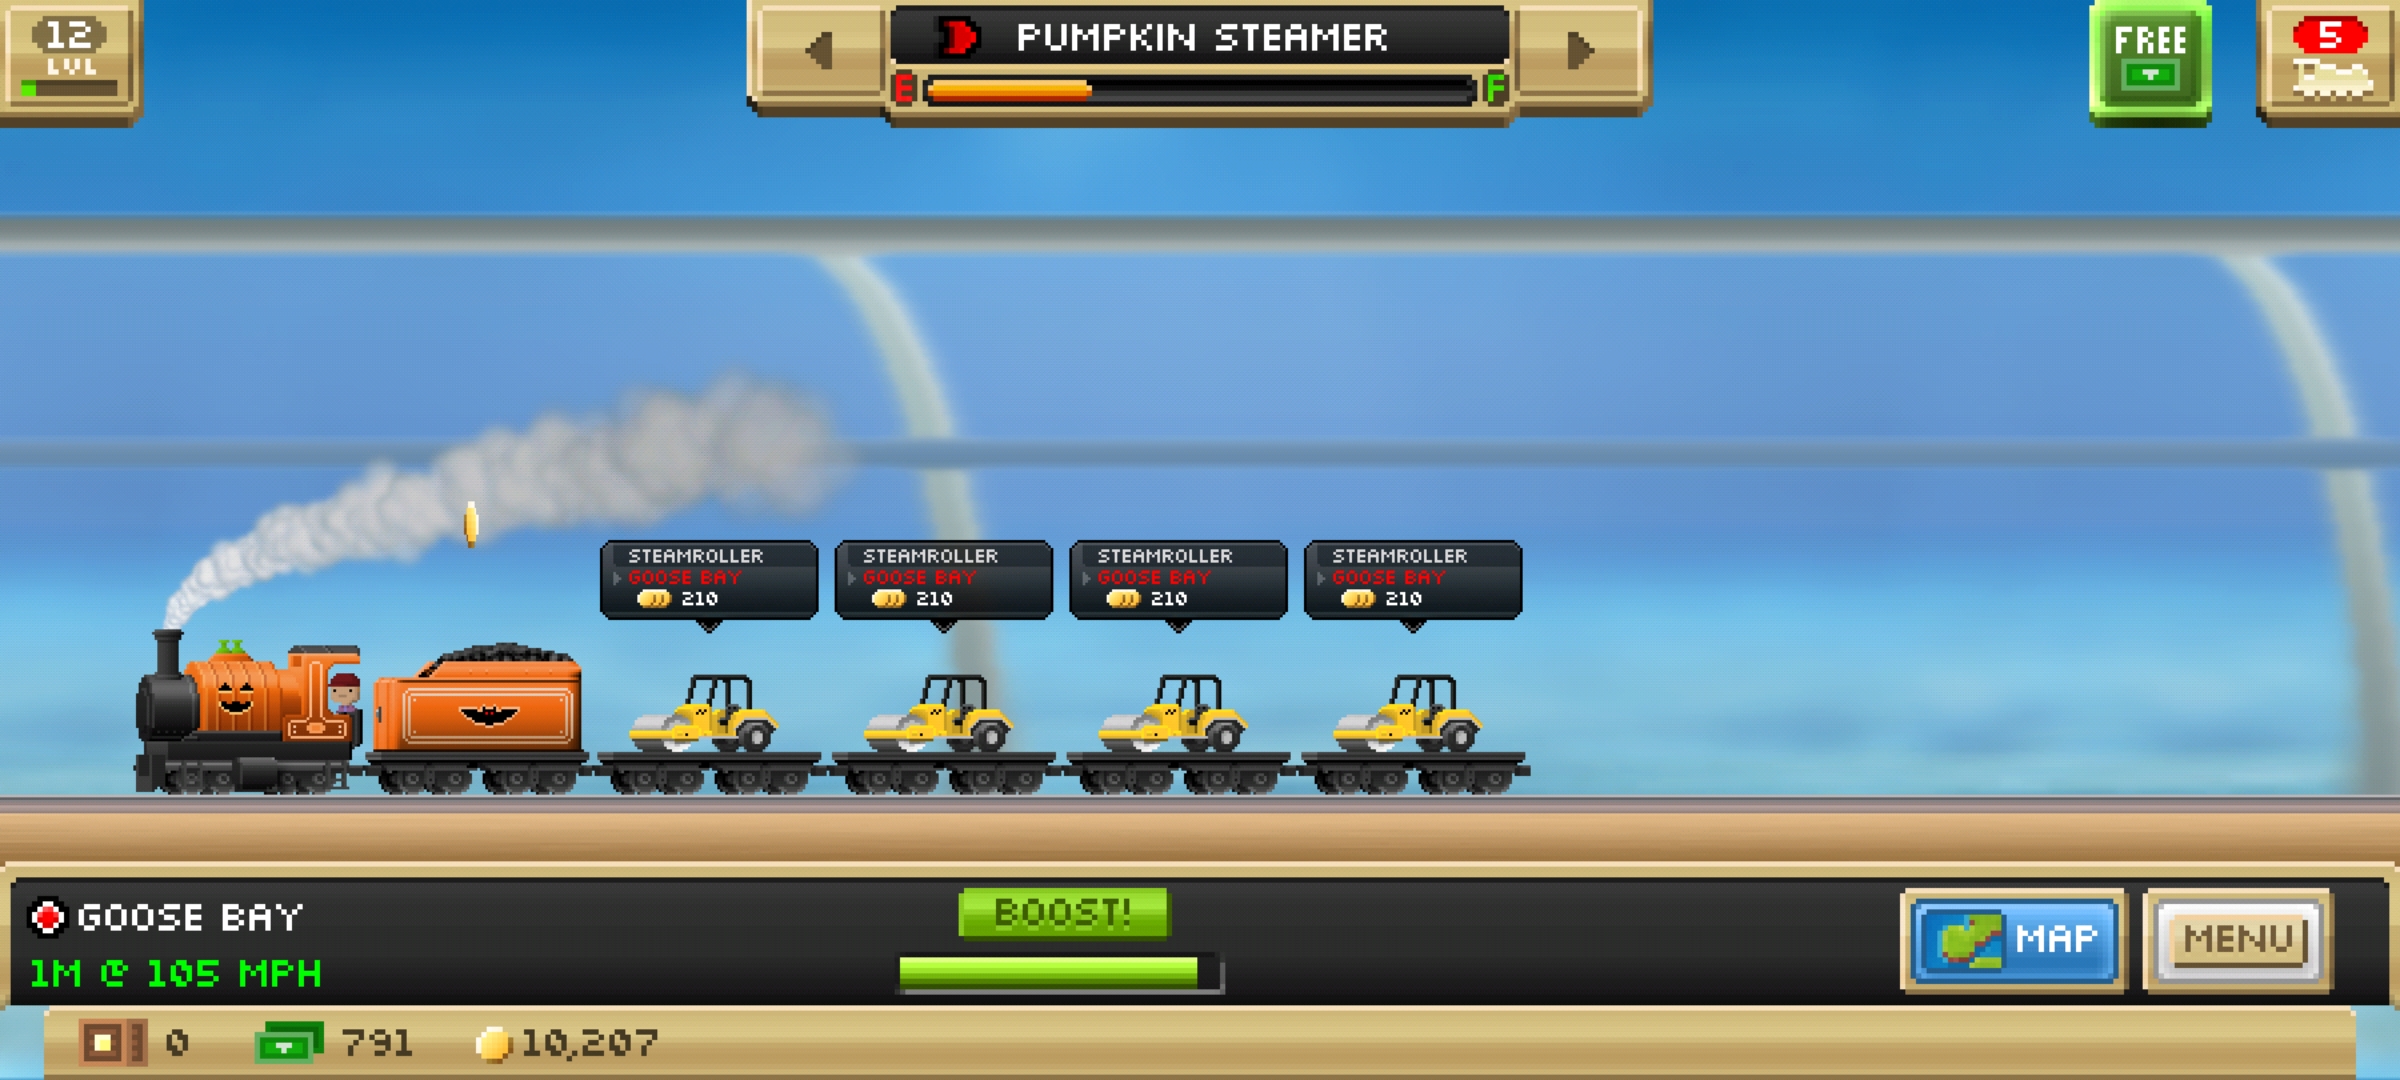 12
LVL
PUMPKIN STEAMER
E
F
FREE
5
STEAMROLLER
GOOSE BAY
210
STEAMROLLER
GOOSE BAY
210
STEAMROLLER
GOOSE BAY
210
STEAMROLLER
GOOSE BAY
210
GOOSE BAY
1M @ 105 MPH
BOOST!
MAP
MENU
0
791
10,207